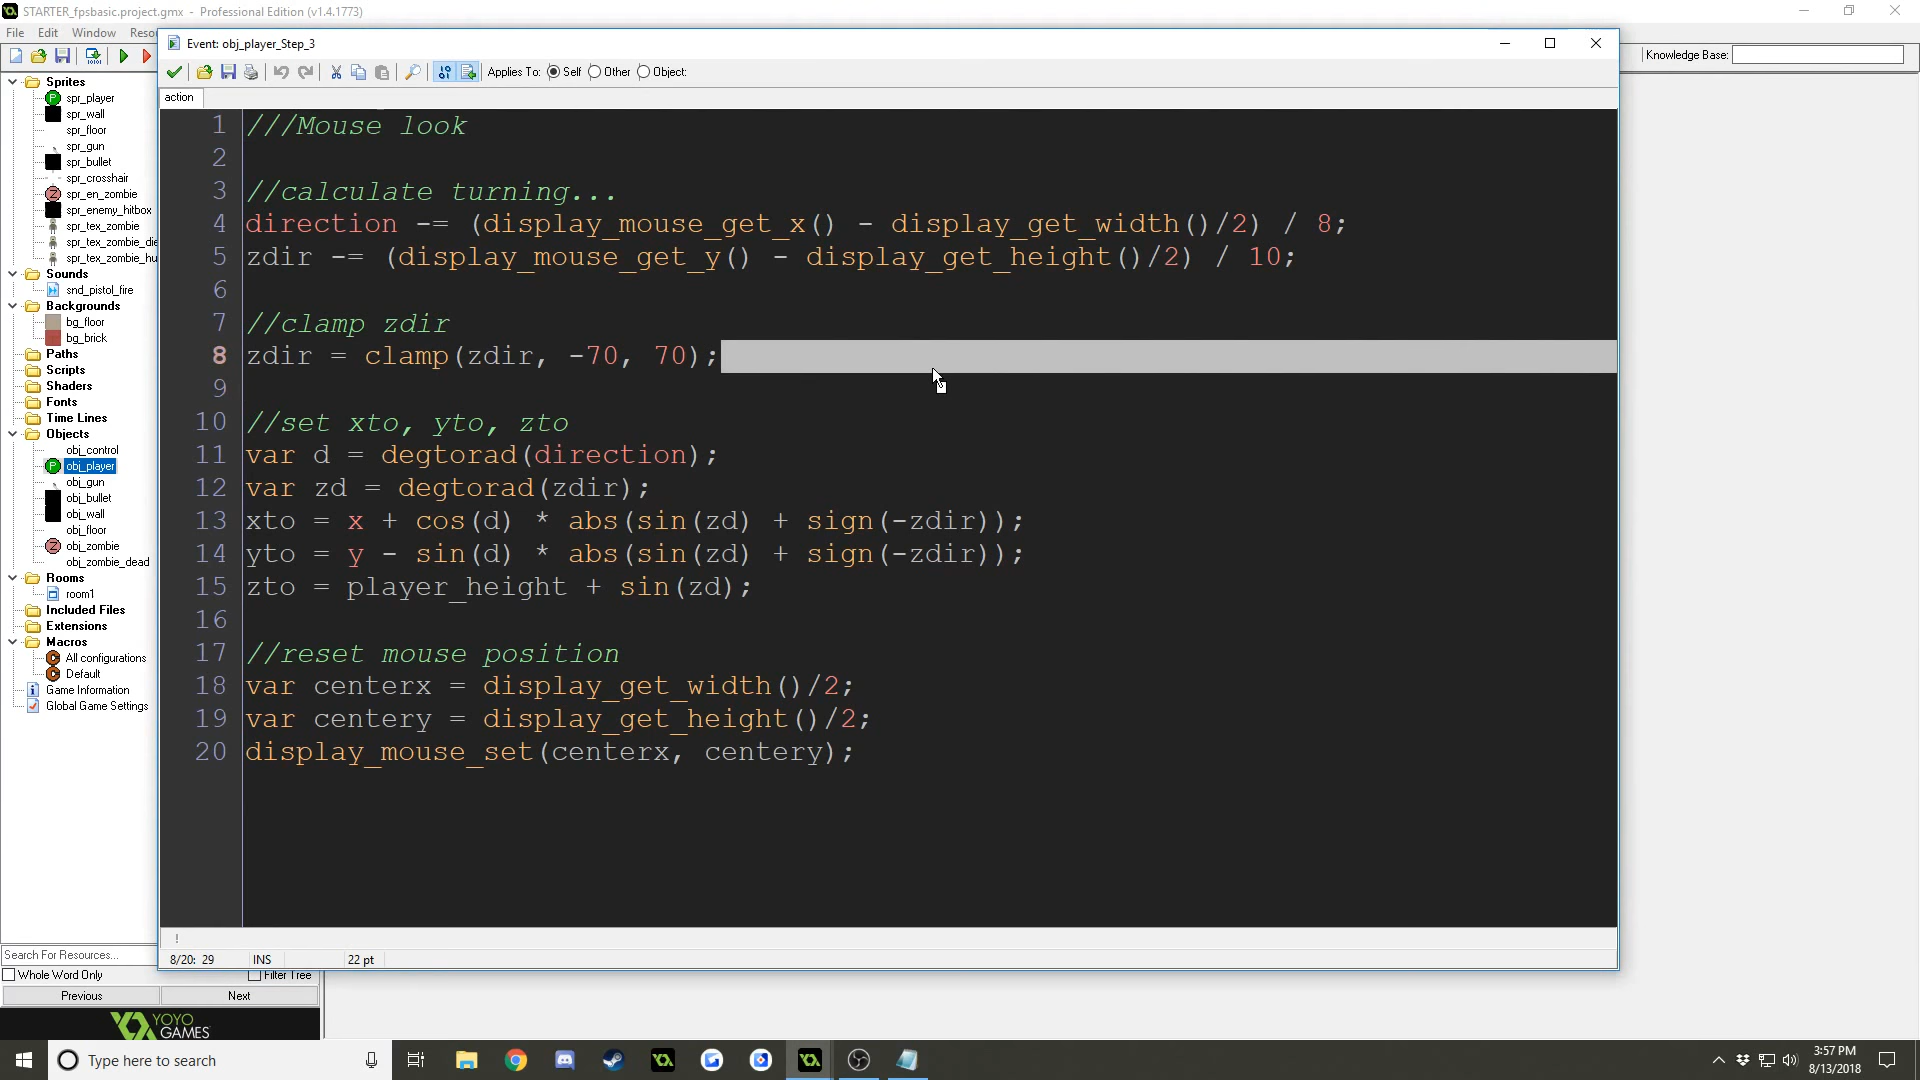 STARTER_fpsbasic.project.gmx - Professional Edition (v1.4.1773)
File Edit Window Reso
Event: obj_player_Step_3
Applies To: Self Other Object:
Knowledge Base:
action
Sprites
spr_player
spr_wall
spr_floor
spr_gun
spr_bullet
spr_crosshair
spr_en_zombie
spr_enemy_hitbox
spr_tex_zombie
spr_tex_zombie_die
spr_tex_zombie_hu
Sounds
snd_pistol_fire
Backgrounds
bg_floor
bg_brick
Paths
Scripts
Shaders
Fonts
Time Lines
Objects
obj_control
obj_player
obj_gun
obj_bullet
obj_wall
obj_floor
obj_zombie
obj_zombie_dead
Rooms
room1
Included Files
Extensions
Macros
All configurations
Default
Game Information
Global Game Settings
1 ///Mouse look
2
3 //calculate turning...
4 direction -= (display_mouse_get_x() - display_get_width()/2) / 8;
5 zdir -= (display_mouse_get_y() - display_get_height()/2) / 10;
6
7 //clamp zdir
8 zdir = clamp(zdir, -70, 70);
9
10 //set xto, yto, zto
11 var d = degtorad(direction);
12 var zd = degtorad(zdir);
13 xto = x + cos(d) * abs(sin(zd) + sign(-zdir));
14 yto = y - sin(d) * abs(sin(zd) + sign(-zdir));
15 zto = player_height + sin(zd);
16
17 //reset mouse position
18 var centerx = display_get_width()/2;
19 var centery = display_get_height()/2;
20 display_mouse_set(centerx, centery);
!
8/20: 29 INS 22 pt
Search For Resources...
Whole Word Only Filter Tree
Previous Next
YOYO
GAMES
Type here to search
3:57 PM
8/13/2018